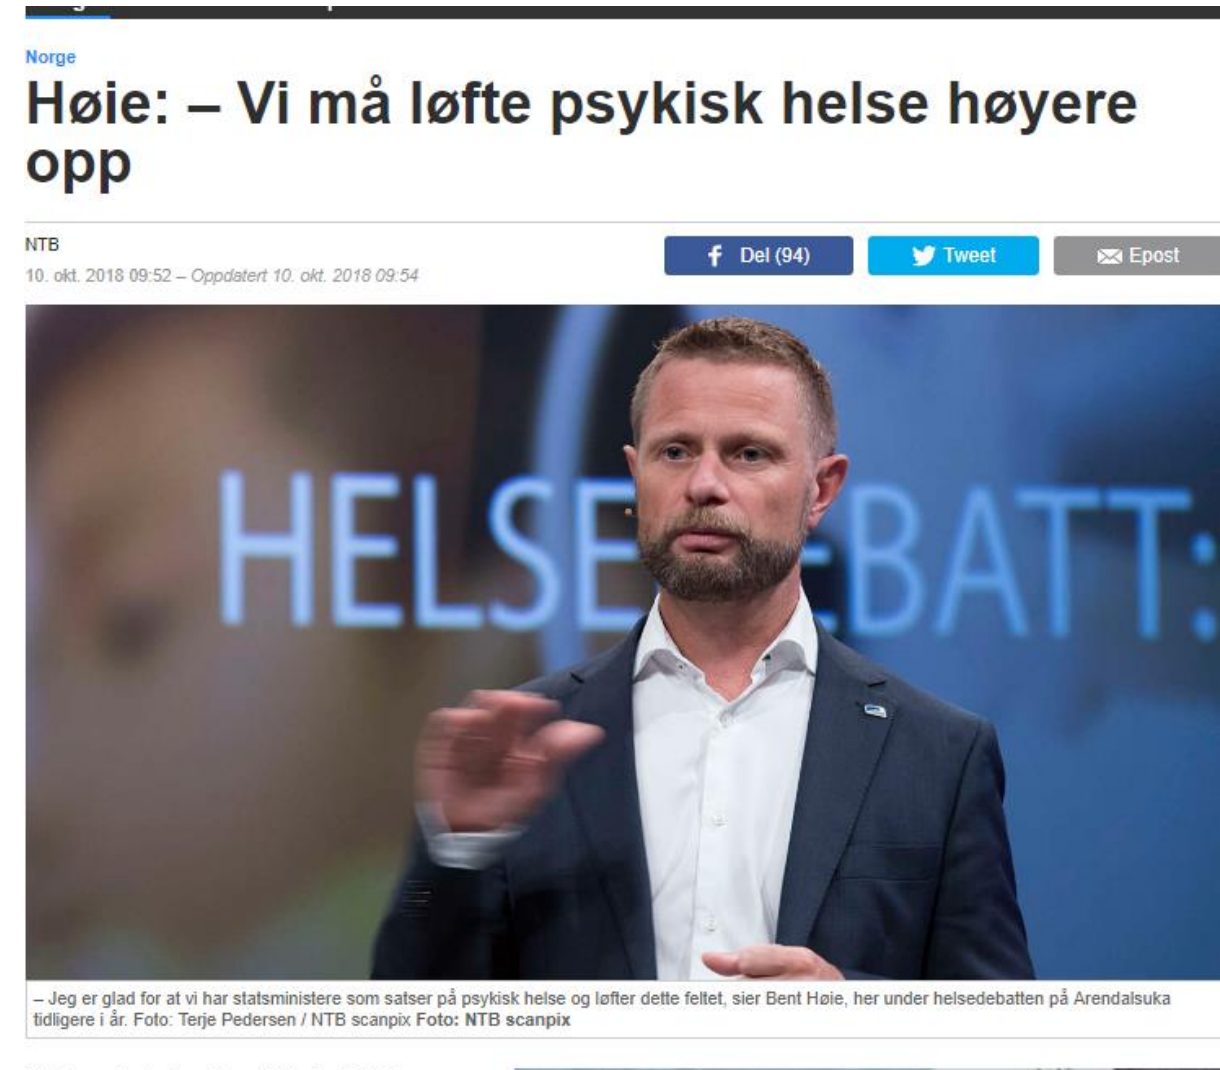 Norge
Høie: – Vi må løfte psykisk helse høyere
opp
NTB
10. okt. 2018 09:52 – Oppdatert 10. okt. 2018 09:54
Del (94)
Tweet
Epost
HELSE EBATT:
– Jeg er glad for at vi har statsministere som satser på psykisk helse og løfter dette feltet, sier Bent Høie, her under helsedebatten på Arendalsuka
tidligere i år. Foto: Terje Pedersen / NTB scanpix Foto: NTB scanpix